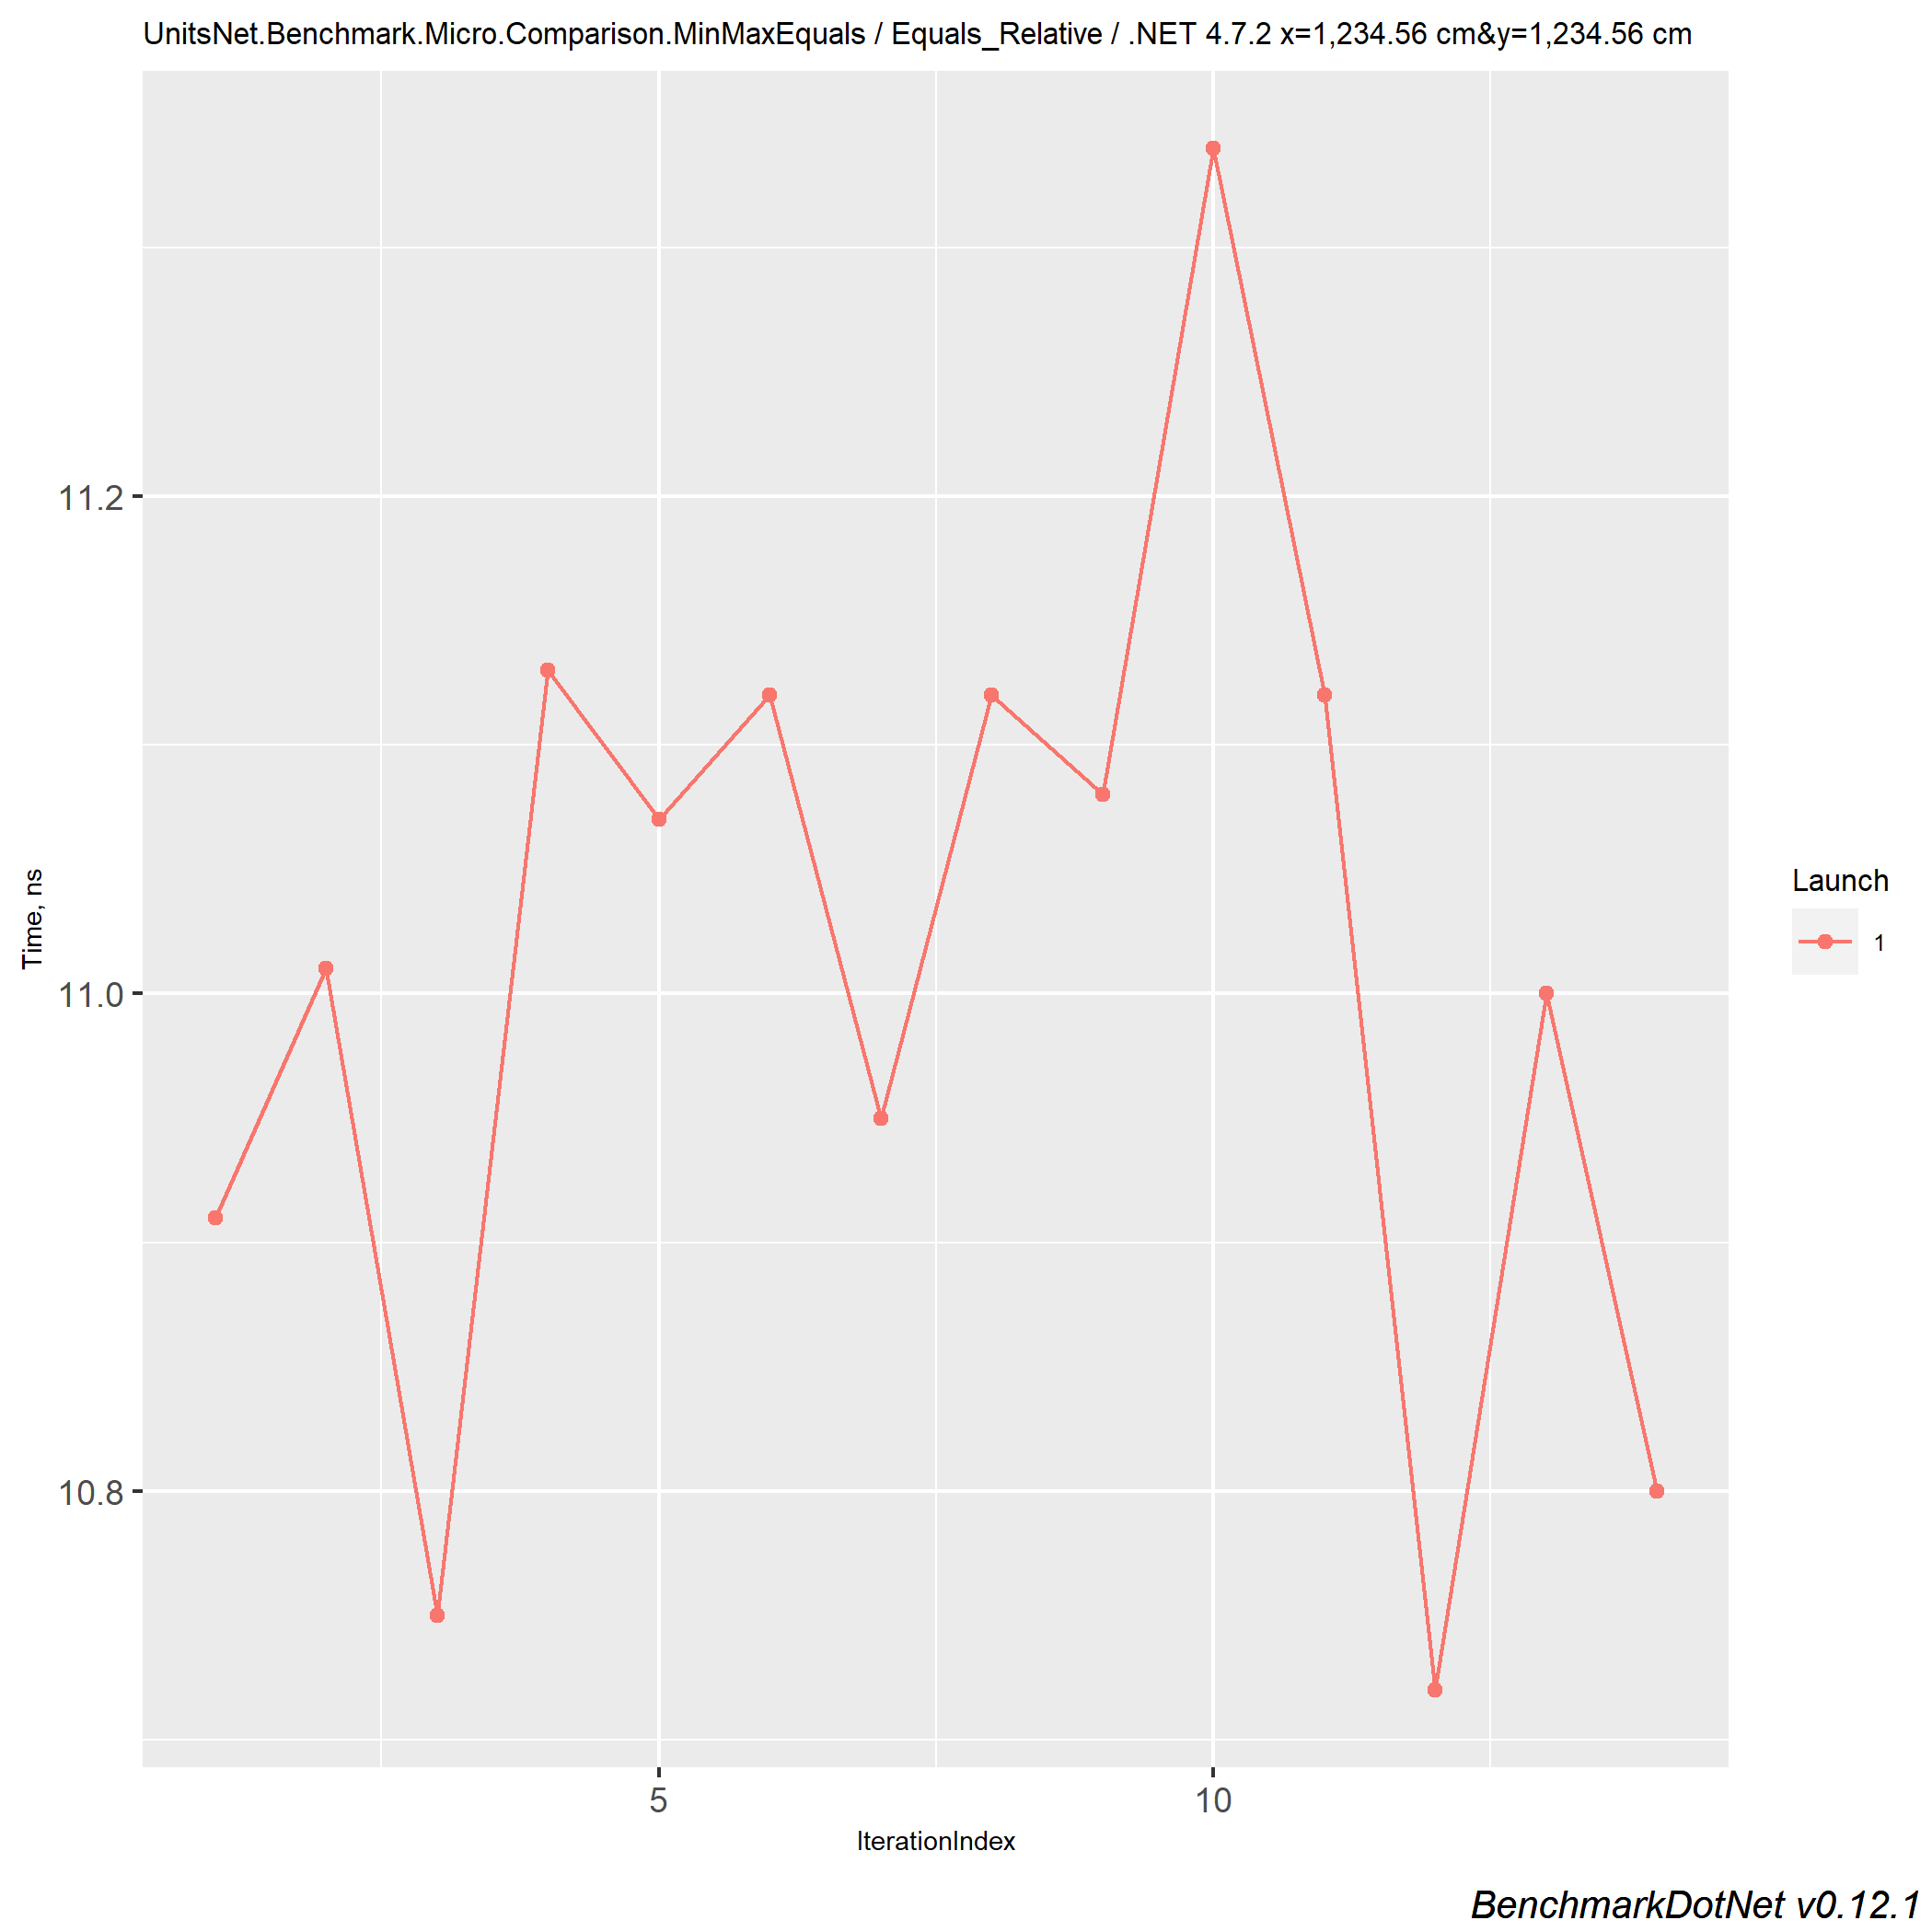 UnitsNet.Benchmark.Micro.Comparison.MinMaxEquals / Equals_Relative / .NET 4.7.2 x=1,234.56 cm&y=1,234.56 cm
11.2
11.0
10.8
Time, ns
5
10
IterationIndex
Launch
1
BenchmarkDotNet v0.12.1